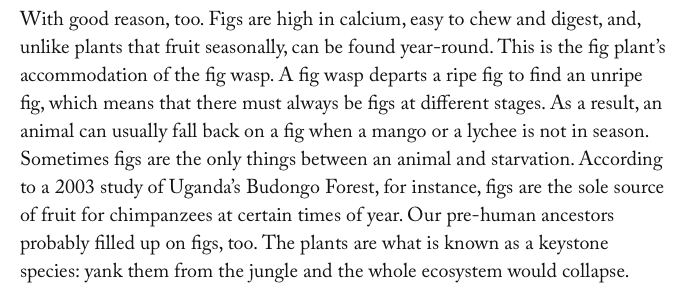 With good reason, too. Figs are high in calcium, easy to chew and digest, and,
unlike plants that fruit seasonally, can be found year-round. This is the fig plant’s
accommodation of the fig wasp. A fig wasp departs a ripe fig to find an unripe
fig, which means that there must always be figs at different stages. As a result, an
animal can usually fall back on a fig when a mango or a lychee is not in season.
Sometimes figs are the only things between an animal and starvation. According
to a 2003 study of Uganda’s Budongo Forest, for instance, figs are the sole source
of fruit for chimpanzees at certain times of year. Our pre-human ancestors
probably filled up on figs, too. The plants are what is known as a keystone
species: yank them from the jungle and the whole ecosystem would collapse.